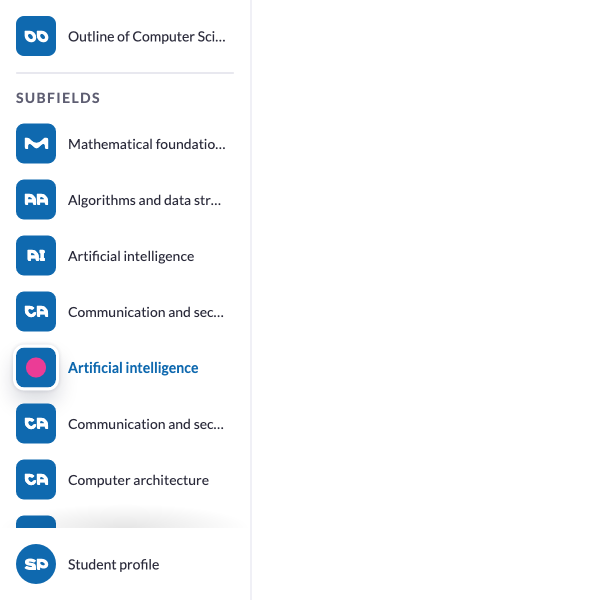 Outline of Computer Sci...
SUBFIELDS
Mathematical foundatio...
AA Algorithms and data str...
AI Artificial intelligence
CA Communication and sec...
Artificial intelligence
CA Communication and sec...
CA Computer architecture
SP Student profile